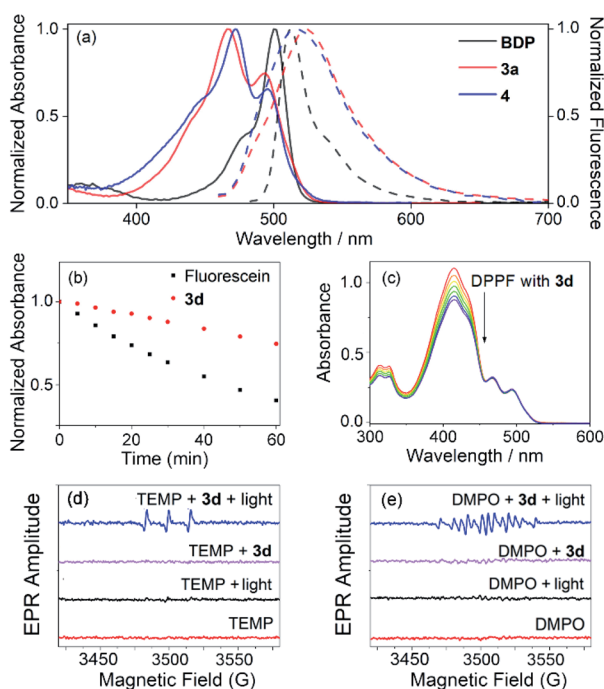 (a)
BDP
3a
4
Normalized Absorbance
Normalized Fluorescence
1.0
0.5
0.0
1.0
0.5
0.0
400 500 600 700
Wavelength / nm
(b)
Fluorescein
3d
Normalized Absorbance
1.0
0.5
0 20 40 60
Time (min)
(c)
DPPF with 3d
Absorbance
1.0
0.5
0.0
300 400 500 600
Wavelength / nm
(d)
TEMP + 3d + light
TEMP + 3d
TEMP + light
TEMP
EPR Amplitude
3450 3500 3550
Magnetic Field (G)
(e)
DMPO + 3d + light
DMPO + 3d
DMPO + light
DMPO
EPR Amplitude
3450 3500 3550
Magnetic Field (G)